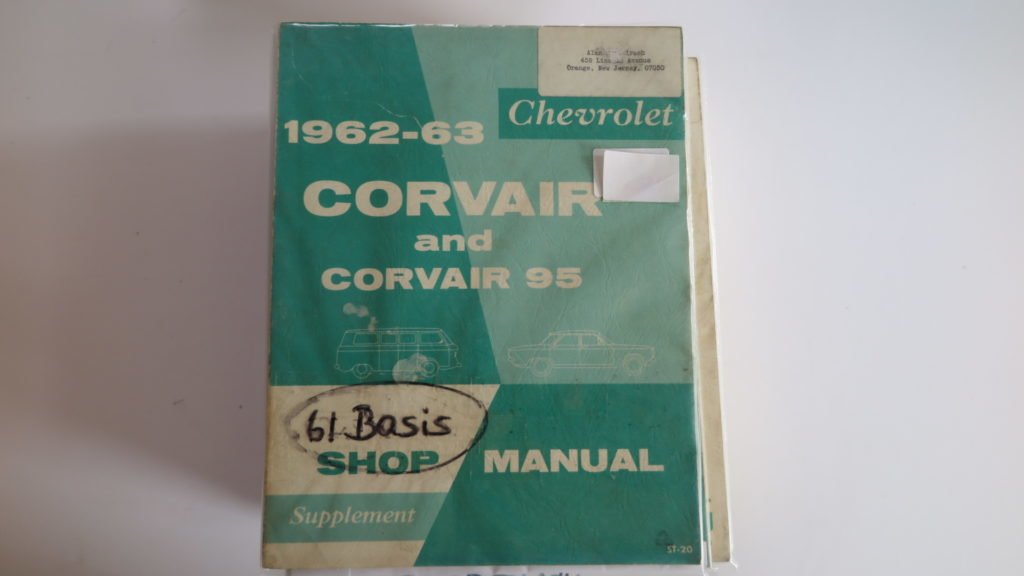 Orange, New Jersey, 07050
Chevrolet
1962-63
CORVAIR
and
CORVAIR 95
61 Basis
SHOP MANUAL
Supplement
ST-20